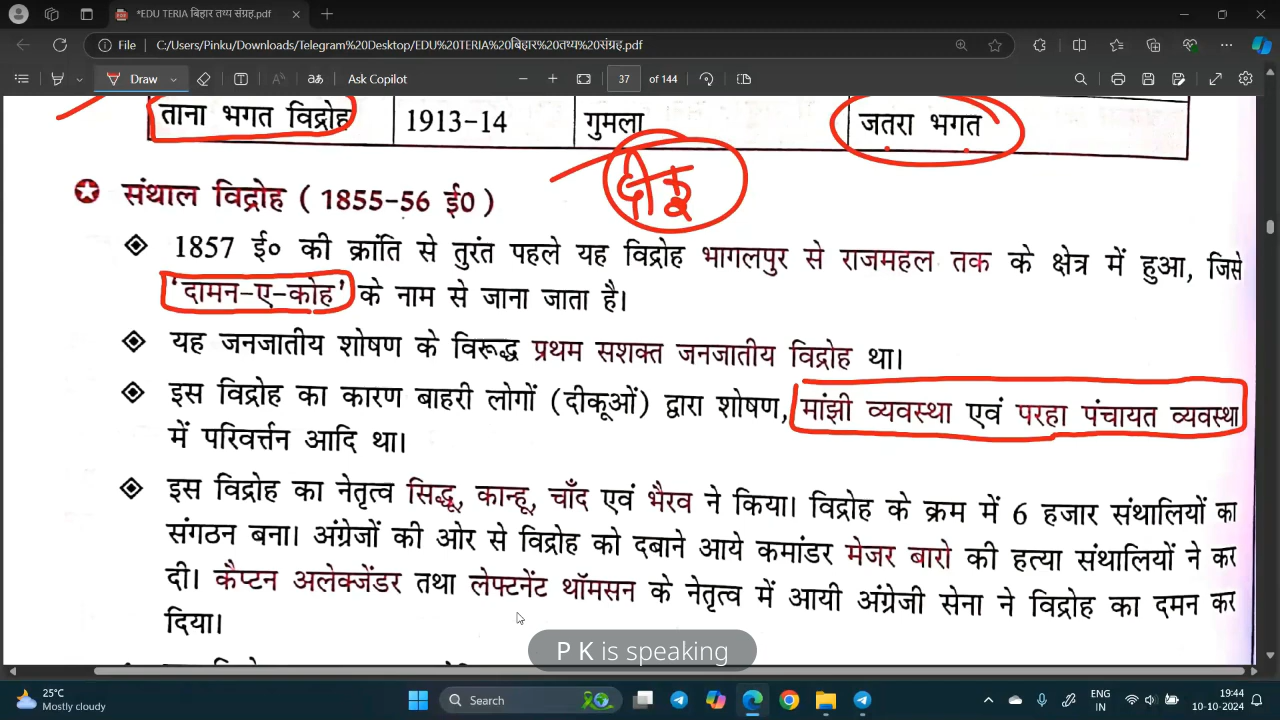 *EDU TERIA बिहार तथ्य संग्रह.pdf
File C:/Users/Pinku/Downloads/Telegram%20Desktop/EDU%20TERIA%20बिहार%20तथ्य%20संग्रह.pdf
Draw Ask Copilot 37 of 144
ताना भगत विद्रोह 1913-14 गुमला जतरा भगत
संथाल विद्रोह ( 1855-56 ई0 )
1857 ई० की क्रांति से तुरंत पहले यह विद्रोह भागलपुर से राजमहल तक के क्षेत्र में हुआ, जिसे
'दामन-ए-कोह' के नाम से जाना जाता है।
यह जनजातीय शोषण के विरूद्ध प्रथम सशक्त जनजातीय विद्रोह था।
इस विद्रोह का कारण बाहरी लोगों (दीकूओं) द्वारा शोषण, मांझी व्यवस्था एवं परहा पंचायत व्यवस्था
में परिवर्त्तन आदि था।
इस विद्रोह का नेतृत्व सिद्धू, कान्हू, चाँद एवं भैरव ने किया। विद्रोह के क्रम में 6 हजार संथालियों का
संगठन बना। अंग्रेजों की ओर से विद्रोह को दबाने आये कमांडर मेजर बारो की हत्या संथालियों ने कर
दी। कैप्टन अलेक्जेंडर तथा लेफ्टनेंट थॉमसन के नेतृत्व में आयी अंग्रेजी सेना ने विद्रोह का दमन कर
दिया।
P K is speaking
25°C
Mostly cloudy
Search
ENG
IN
19:44
10-10-2024